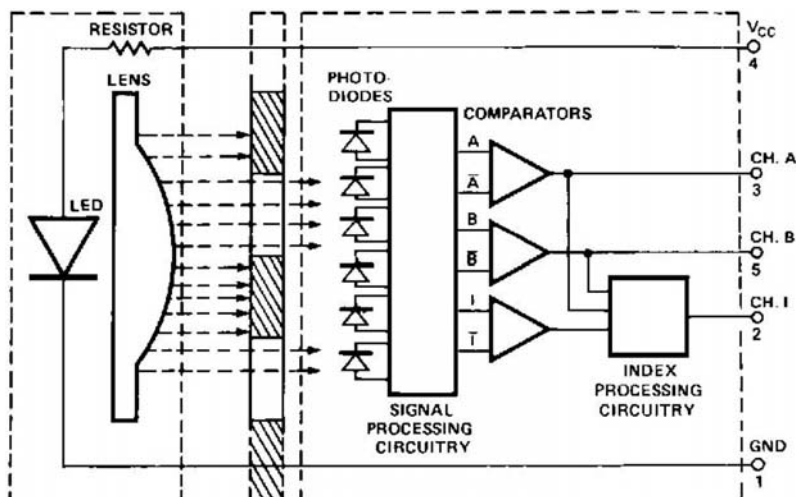 RESISTOR
LENS
LED
PHOTO-
DIODES
COMPARATORS
A
A̅
B
B̅
I
I̅
SIGNAL
PROCESSING
CIRCUITRY
INDEX
PROCESSING
CIRCUITRY
VCC
4
CH. A
3
CH. B
5
CH. I
2
GND
1